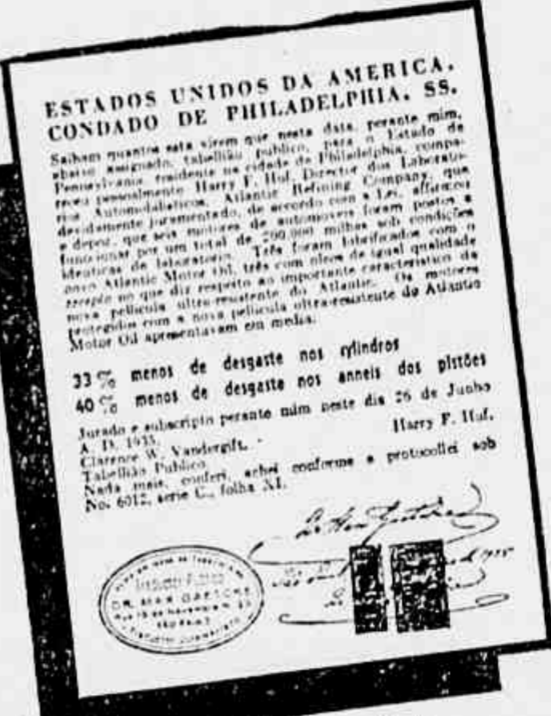 ESTADOS UNIDOS DA AMERICA.
CONDADO DE PHILADELPHIA, SS.
Saibam quantos esta virem que nesta data, perante mim,
abaixo assignado, tabellião publico, para o Estado de
Pennsylvania, residente na cidade de Philadelphia, compa-
receu pessoalmente Harry F. Huf, Director dos Laborato-
rios Automobilisticos, Atlantic Refining Company, que
devidamente juramentado, de accordo com a Lei, affirmou
e depoz, que seis motores de automoveis foram postos a
funccionar por um total de 200.000 milhas sob condições
identicas de laboratorio. Tres foram lubrificados com o
novo Atlantic Motor Oil, três com oleos de igual qualidade
excepto no que diz respeito ao importante caracteristico da
nova pellicula ultra-resistente do Atlantic. Os motores
protegidos com a nova pellicula ultra-resistente do Atlantic
Motor Oil apresentavam em media:
33 % menos de desgaste nos cylindros
40 % menos de desgaste nos anneis dos pistões
Jurado e subscripto perante mim neste dia 26 de Junho
A. D. 1935.
Harry F. Huf.
Clarence W. Vandergift.
Tabellião Publico.
Nada mais, conferi, achei conforme e protocollei sob
No. 6012, serie C., folha XI.
DR. MAX
SÃO PAULO